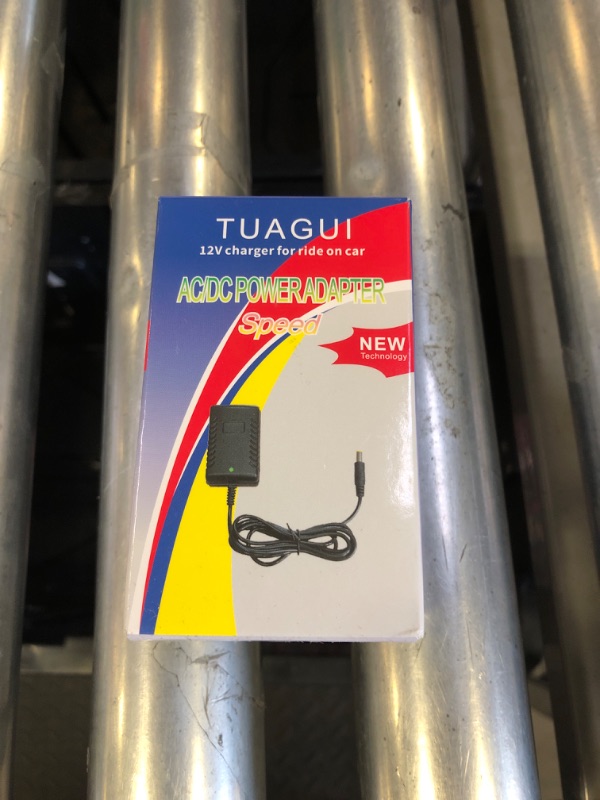 TUAGUI
12V charger for ride on car
AC/DC POWER ADAPTER
Speed
NEW
Technology